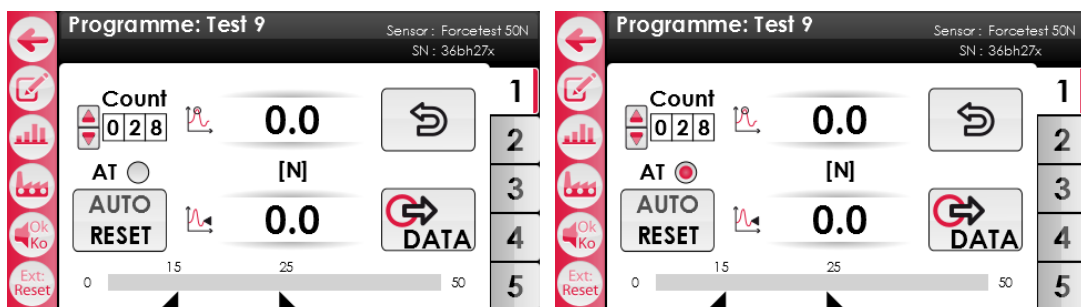 Programme: Test 9
Sensor : Forcetest 50N
SN : 36bh27x
Count
028
0.0
AT
[N]
AUTO
RESET
0.0
DATA
Ok
Ko
Ext:
Reset
0
15
25
50
1
2
3
4
5
Programme: Test 9
Sensor : Forcetest 50N
SN : 36bh27x
Count
028
0.0
AT
[N]
AUTO
RESET
0.0
DATA
Ok
Ko
Ext:
Reset
0
15
25
50
1
2
3
4
5